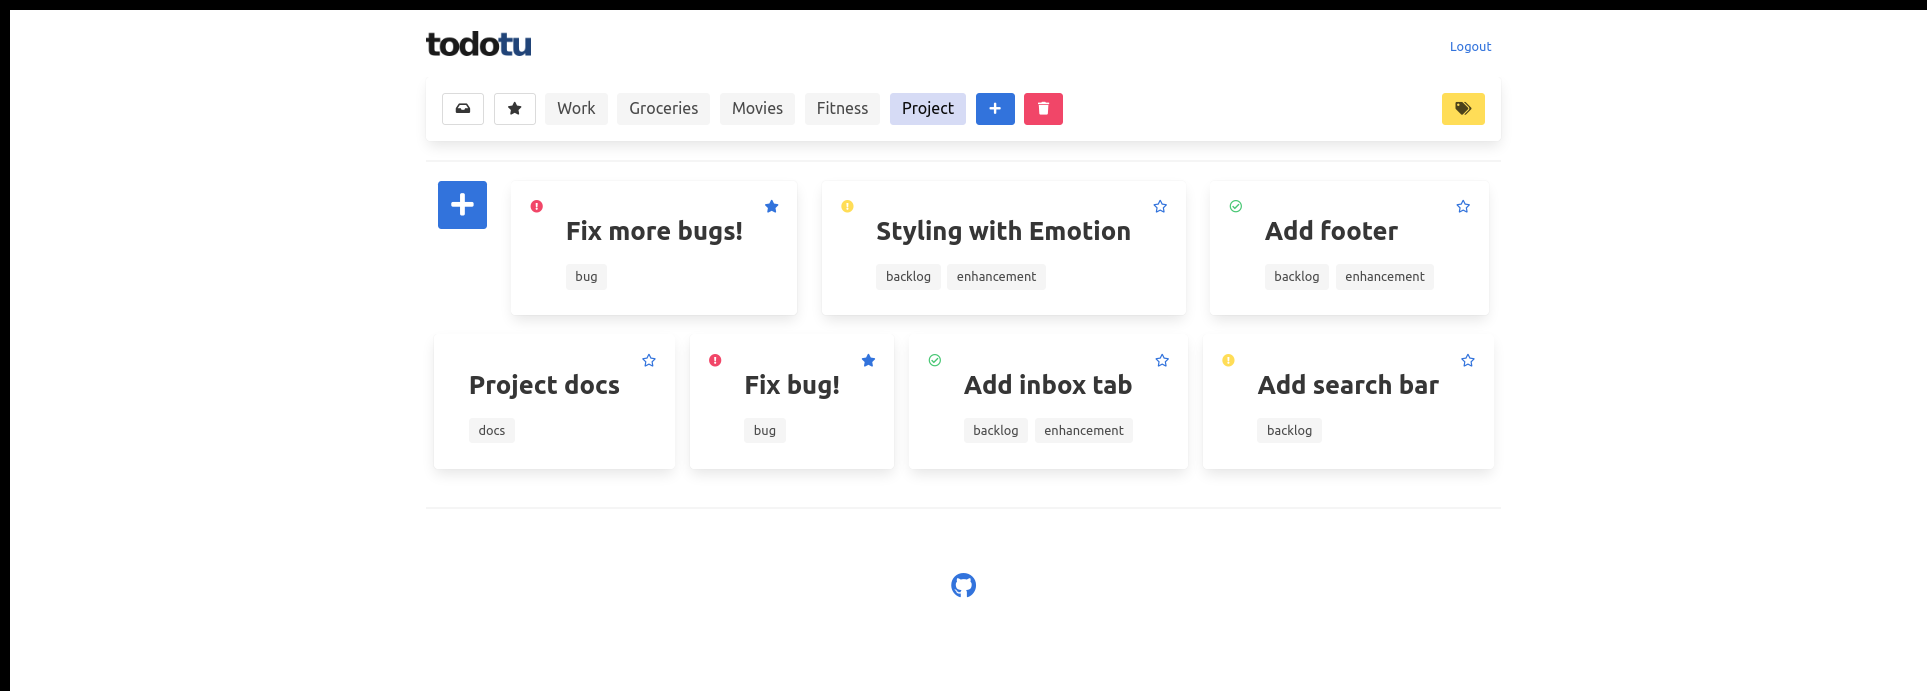 todotu
Logout
Work Groceries Movies Fitness Project
Fix more bugs! Styling with Emotion Add footer
bug backlog enhancement backlog enhancement
Project docs Fix bug! Add inbox tab Add search bar
docs bug backlog enhancement backlog